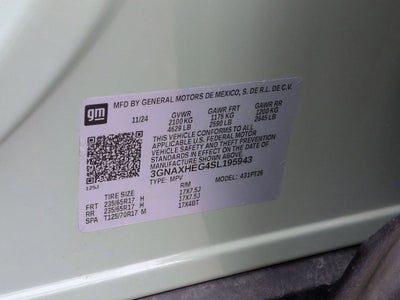 gm MFD BY GENERAL MOTORS DE MEXICO, S. DE R.L. DE C.V.
11/24 GVWR GAWR FRT GAWR RR
2100 KG 1175 KG 1200 KG
4629 LB 2590 LB 2645 LB
THIS VEHICLE CONFORMS TO ALL
APPLICABLE U.S. FEDERAL MOTOR
VEHICLE SAFETY AND THEFT
PREVENTION STANDARDS IN EFFECT
ON THE DATE OF MANUFACTURE
SHOWN ABOVE.
3GNAXHEG4SL195943
125J TYPE: MPV MODEL: 431PT26
TIRE SIZE RIM
FRT 235/65R17 H 17X7.5J
RR 235/65R17 H 17X7.5J
SPA T125/70R17 M 17X4BT